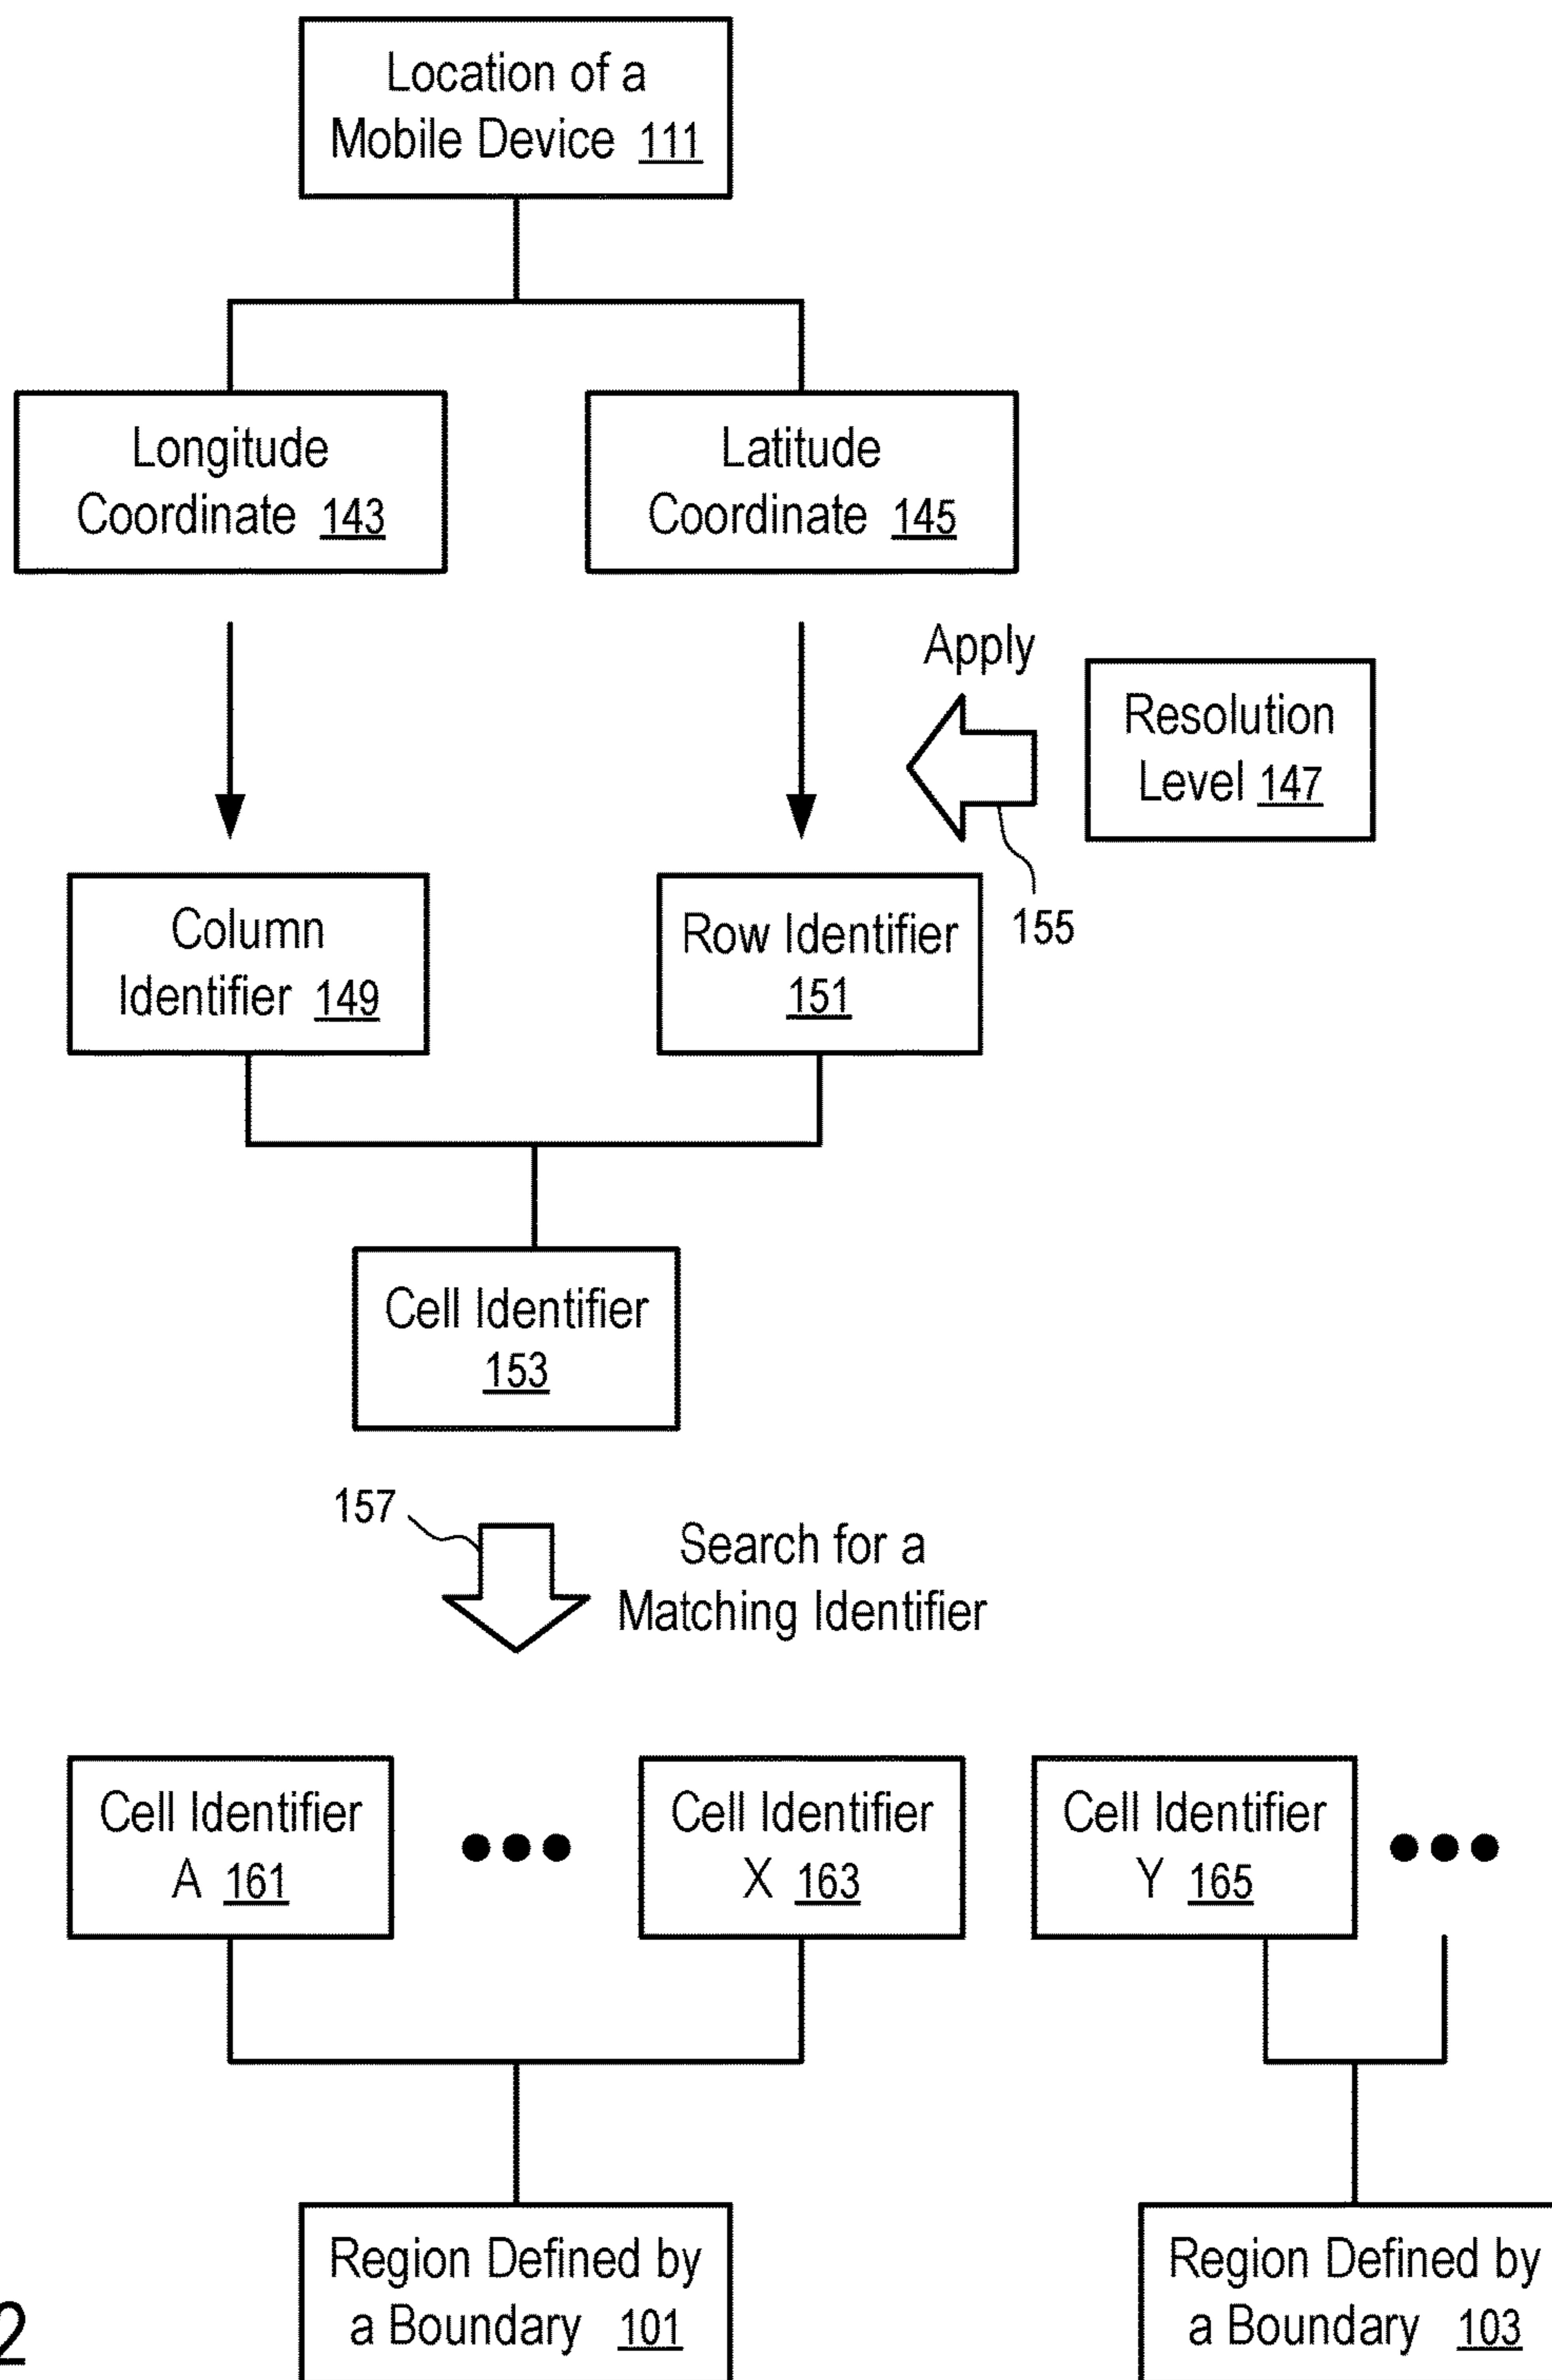 Location of a
Mobile Device 111
Longitude
Coordinate 143
Latitude
Coordinate 145
Apply
Resolution
Level 147
155
Column
Identifier 149
Row Identifier
151
Cell Identifier
153
157
Search for a
Matching Identifier
Cell Identifier
A 161
Cell Identifier
X 163
Cell Identifier
Y 165
Region Defined by
a Boundary 101
Region Defined by
a Boundary 103
2